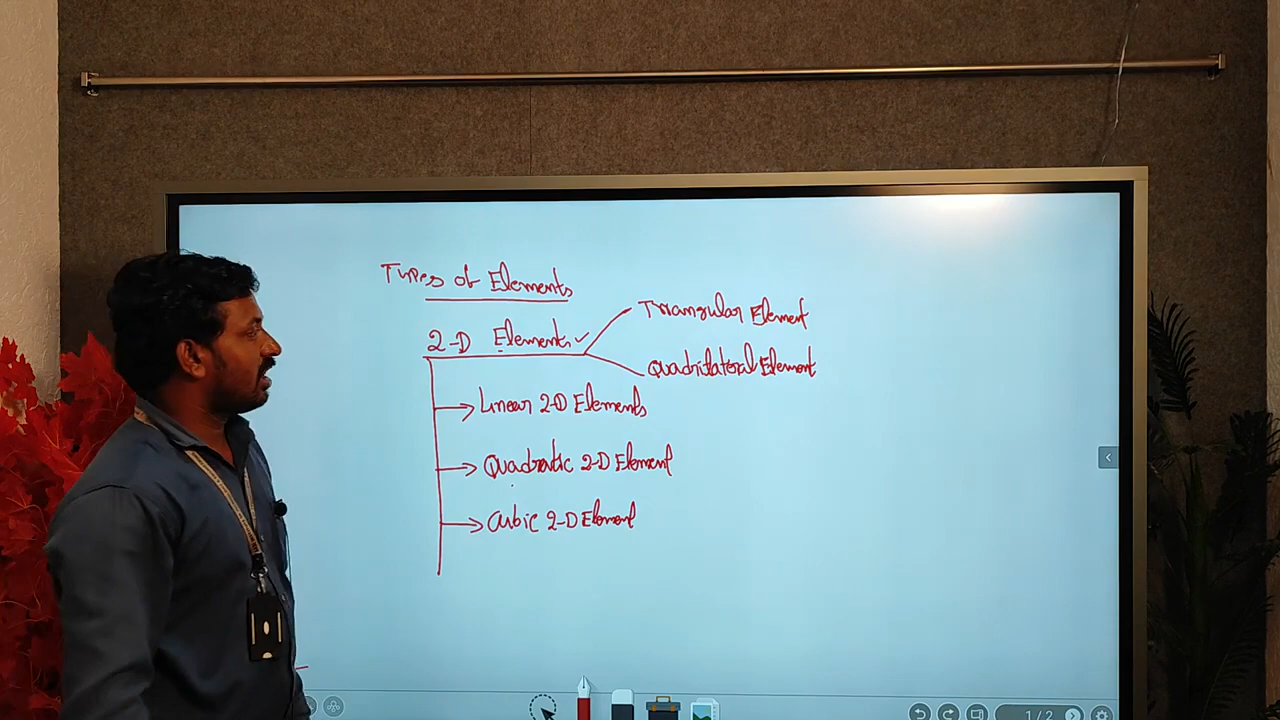 Types of Elements
2-D Elements
Triangular Element
Quadrilateral Element
Linear 2-D Elements
Quadratic 2-D Element
Cubic 2-D Element
1/2